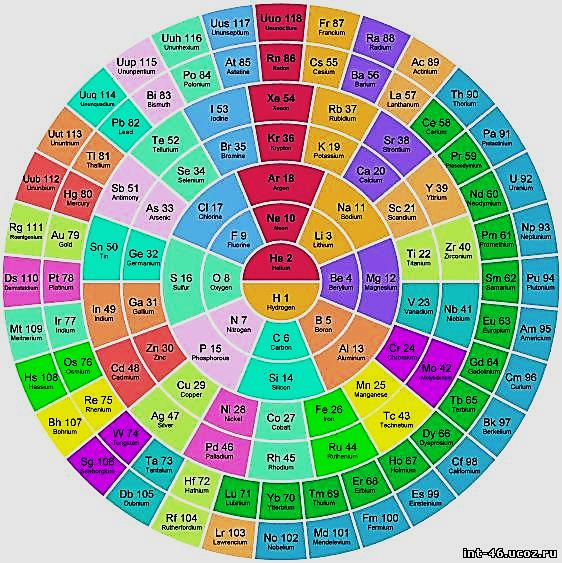 Uuo 118
Ununoctium
Fr 87
Francium
Ra 88
Radium
Ac 89
Actinium
Th 90
Thorium
Pa 91
Protactinium
U 92
Uranium
Np 93
Neptunium
Pu 94
Plutonium
Am 95
Americium
Cm 96
Curium
Bk 97
Berkelium
Cf 98
Californium
Es 99
Einsteinium
Fm 100
Fermium
Md 101
Mendelevium
No 102
Nobelium
Lr 103
Lawrencium
Rf 104
Rutherfordium
Db 105
Dubnium
Sg 106
Seaborgium
Bh 107
Bohrium
Hs 108
Hassium
Mt 109
Meitnerium
Ds 110
Rg 111
Roentgenium
Uub 112
Ununbium
Uut 113
Ununtrium
Uuq 114
Ununquadium
Uup 115
Ununpentium
Uuh 116
Ununhexium
Uus 117
Ununseptium
Rn 86
Radon
Cs 55
Cesium
Ba 56
Barium
La 57
Lanthanum
Ce 58
Cerium
Pr 59
Nd 60
Neodymium
Pm 61
Promethium
Sm 62
Samarium
Eu 63
Europium
Gd 64
Gadolinium
Tb 65
Terbium
Dy 66
Dysprosium
Ho 67
Holmium
Er 68
Erbium
Tm 69
Thulium
Yb 70
Ytterbium
Lu 71
Lutetium
Hf 72
Hafnium
Ta 73
Tantalum
W 74
Tungsten
Re 75
Rhenium
Os 76
Osmium
Ir 77
Iridium
Pt 78
Platinum
Au 79
Gold
Hg 80
Mercury
Tl 81
Thallium
Pb 82
Lead
Bi 83
Bismuth
Po 84
Polonium
At 85
Astatine
Xe 54
Xenon
Rb 37
Rubidium
Sr 38
Strontium
Y 39
Yttrium
Zr 40
Zirconium
Nb 41
Niobium
Mo 42
Molybdenum
Tc 43
Technetium
Ru 44
Ruthenium
Rh 45
Rhodium
Pd 46
Palladium
Ag 47
Silver
Cd 48
Cadmium
In 49
Indium
Sn 50
Tin
Sb 51
Antimony
Te 52
Tellurium
I 53
Iodine
Kr 36
Krypton
K 19
Potassium
Ca 20
Calcium
Sc 21
Scandium
Ti 22
Titanium
V 23
Vanadium
Cr 24
Chromium
Mn 25
Manganese
Fe 26
Iron
Co 27
Cobalt
Ni 28
Nickel
Cu 29
Copper
Zn 30
Zinc
Ga 31
Gallium
Ge 32
Germanium
As 33
Arsenic
Se 34
Selenium
Br 35
Bromine
Ar 18
Argon
Na 11
Sodium
Mg 12
Magnesium
Al 13
Aluminum
Si 14
Silicon
P 15
Phosphorous
S 16
Sulfur
Cl 17
Chlorine
Ne 10
Neon
Li 3
Lithium
Be 4
Berylium
B 5
Boron
C 6
Carbon
N 7
Nitrogen
O 8
Oxygen
F 9
Fluorine
He 2
Helium
H 1
Hydrogen
int-46.ucoz.ru